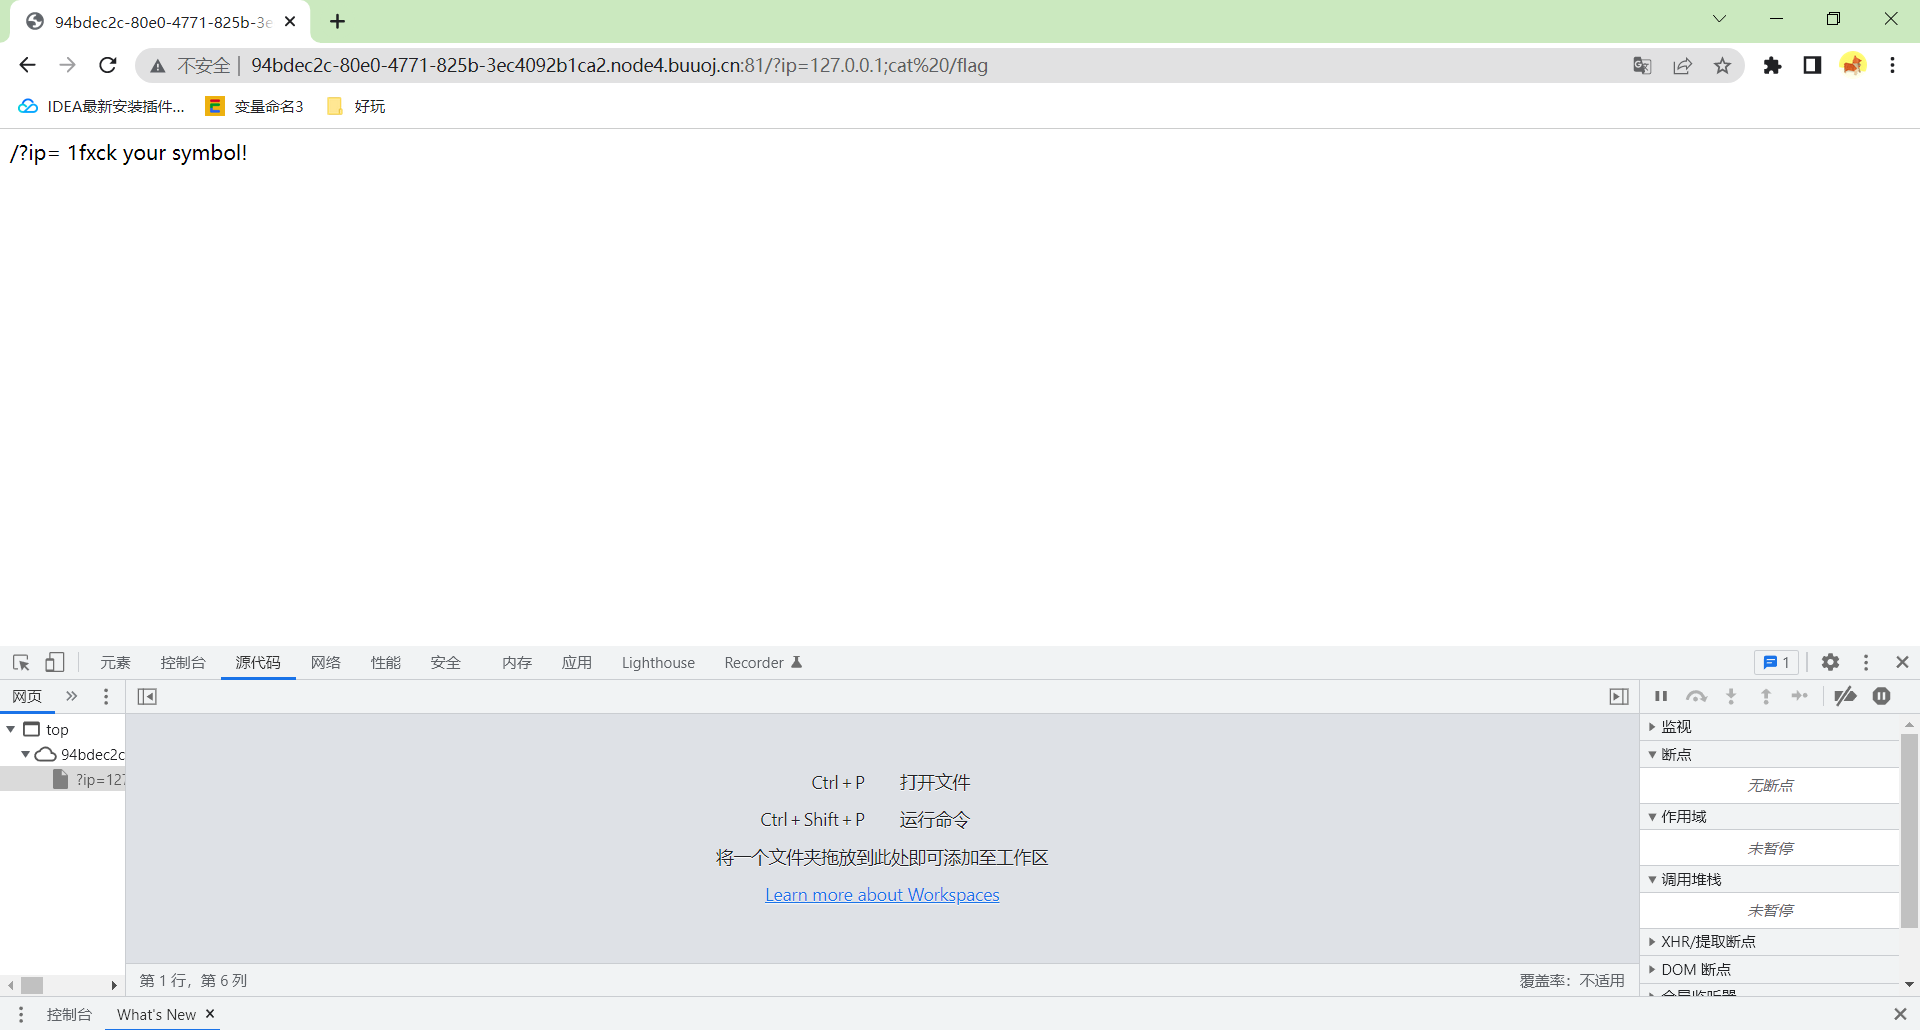 94bdec2c-80e0-4771-825b-3e
不安全 | 94bdec2c-80e0-4771-825b-3ec4092b1ca2.node4.buuoj.cn:81/?ip=127.0.0.1;cat%20/flag
IDEA最新安装插件... 变量命名3 好玩
/?ip= 1fxck your symbol!
元素 控制台 源代码 网络 性能 安全 内存 应用 Lighthouse Recorder 1
网页
top
94bdec2c
?ip=127
Ctrl + P 打开文件
Ctrl + Shift + P 运行命令
将一个文件夹拖放到此处即可添加至工作区
Learn more about Workspaces
第 1 行，第 6 列 覆盖率：不适用
监视
断点
无断点
作用域
未暂停
调用堆栈
未暂停
XHR/提取断点
DOM 断点
全局监听器
控制台 What's New